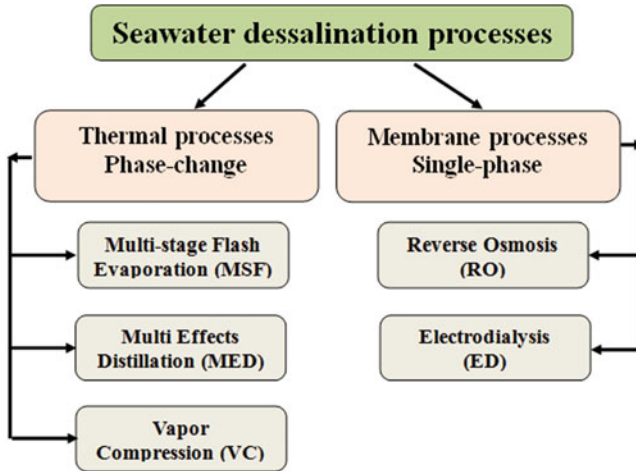 Seawater dessalination processes
Thermal processes
Phase-change
Membrane processes
Single-phase
Multi-stage Flash
Evaporation (MSF)
Reverse Osmosis
(RO)
Multi Effects
Distillation (MED)
Electrodialysis
(ED)
Vapor
Compression (VC)